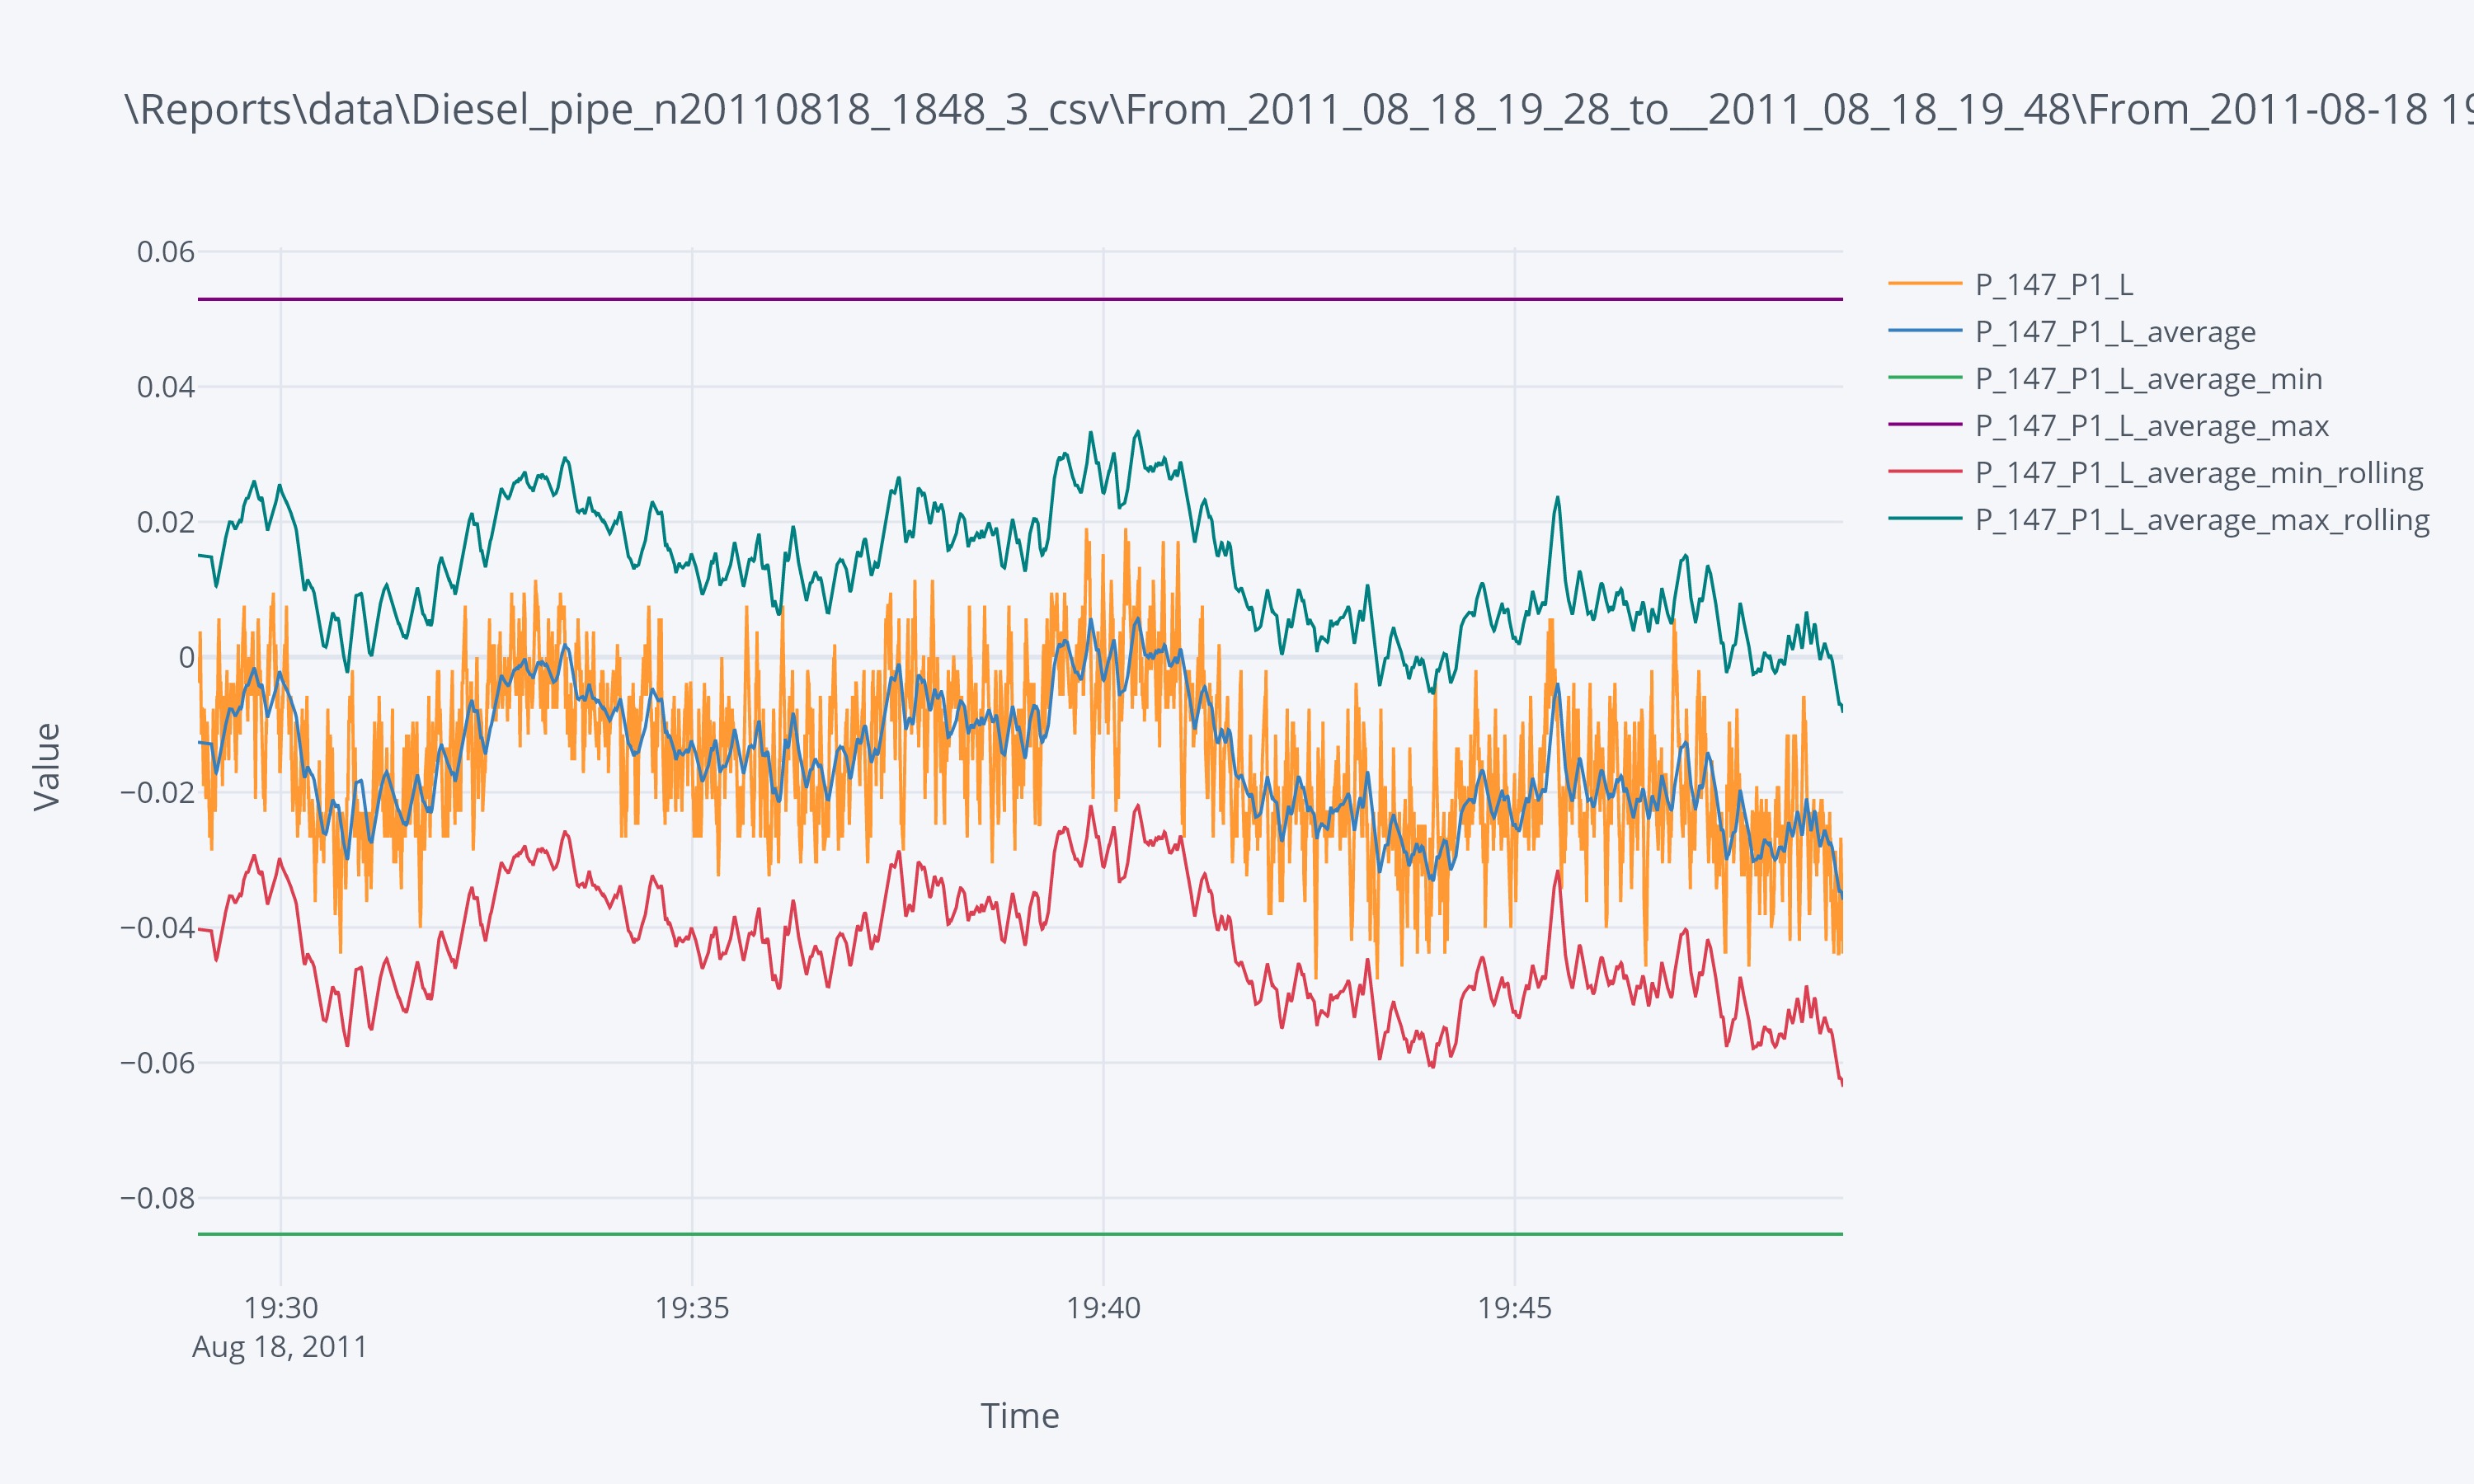 \Reports\data\Diesel_pipe_n20110818_1848_3_csv\From_2011_08_18_19_28_to__2011_08_18_19_48\From_2011-08-18 19
0.06
0.04
0.02
0
−0.02
−0.04
−0.06
−0.08
Value
19:30
Aug 18, 2011
19:35
19:40
19:45
Time
P_147_P1_L
P_147_P1_L_average
P_147_P1_L_average_min
P_147_P1_L_average_max
P_147_P1_L_average_min_rolling
P_147_P1_L_average_max_rolling